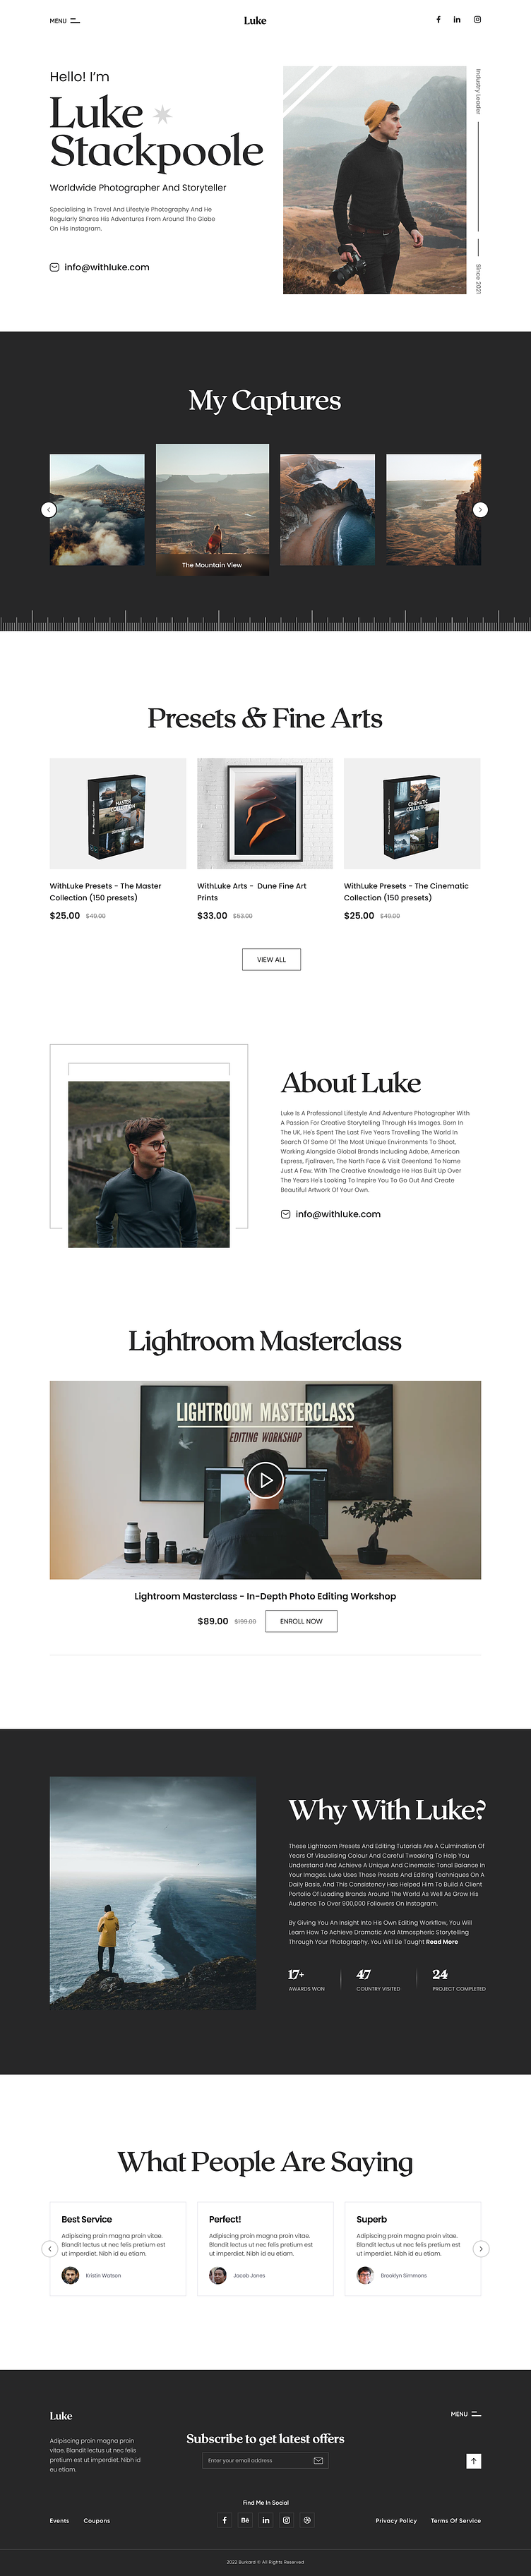 MENU
Luke
Hello! I'm
Luke
Stackpoole
Worldwide Photographer And Storyteller
Specialising In Travel And Lifestyle Photography And He
Regularly Shares His Adventures From Around The Globe
On His Instagram.
info@withluke.com
Industry Leader
Since 2021
My Captures
The Mountain View
Presets & Fine Arts
MASTER
COLLECTION
CINEMATIC
COLLECTION
WithLuke Presets - The Master
Collection (150 presets)
$25.00 $49.00
WithLuke Arts - Dune Fine Art
Prints
$33.00 $53.00
WithLuke Presets - The Cinematic
Collection (150 presets)
$25.00 $49.00
VIEW ALL
About Luke
Luke Is A Professional Lifestyle And Adventure Photographer With
A Passion For Creative Storytelling Through His Images. Born In
The UK, He's Spent The Last Five Years Travelling The World In
Search Of Some Of The Most Unique Environments To Shoot,
Working Alongside Global Brands Including Adobe, American
Express, Fjallraven, The North Face & Visit Greenland To Name
Just A Few. With The Creative Knowledge He Has Built Up Over
The Years He's Looking To Inspire You To Go Out And Create
Beautiful Artwork Of Your Own.
info@withluke.com
Lightroom Masterclass
LIGHTROOM MASTERCLASS
EDITING WORKSHOP
Lightroom Masterclass - In-Depth Photo Editing Workshop
$89.00 $199.00 ENROLL NOW
Why With Luke?
These Lightroom Presets And Editing Tutorials Are A Culmination Of
Years Of Visualising Colour And Careful Tweaking To Help You
Understand And Achieve A Unique And Cinematic Tonal Balance In
Your Images. Luke Uses These Presets And Editing Techniques On A
Daily Basis, And This Consistency Has Helped Him To Build A Client
Portolio Of Leading Brands Around The World As Well As Grow His
Audience To Over 900,000 Followers On Instagram.
By Giving You An Insight Into His Own Editing Workflow, You Will
Learn How To Achieve Dramatic And Atmospheric Storytelling
Through Your Photography. You Will Be Taught Read More
17+
AWARDS WON
47
COUNTRY VISITED
24
PROJECT COMPLETED
What People Are Saying
Best Service
Adipiscing proin magna proin vitae.
Blandit lectus ut nec felis pretium est
ut imperdiet. Nibh id eu etiam.
Kristin Watson
Perfect!
Adipiscing proin magna proin vitae.
Blandit lectus ut nec felis pretium est
ut imperdiet. Nibh id eu etiam.
Jacob Jones
Superb
Adipiscing proin magna proin vitae.
Blandit lectus ut nec felis pretium est
ut imperdiet. Nibh id eu etiam.
Brooklyn Simmons
Luke
MENU
Adipiscing proin magna proin
vitae. Blandit lectus ut nec felis
pretium est ut imperdiet. Nibh id
eu etiam.
Subscribe to get latest offers
Enter your email address
Find Me In Social
Events
Coupons
Bē
Privacy Policy
Terms Of Service
2022 Burkard © All Rights Reserved